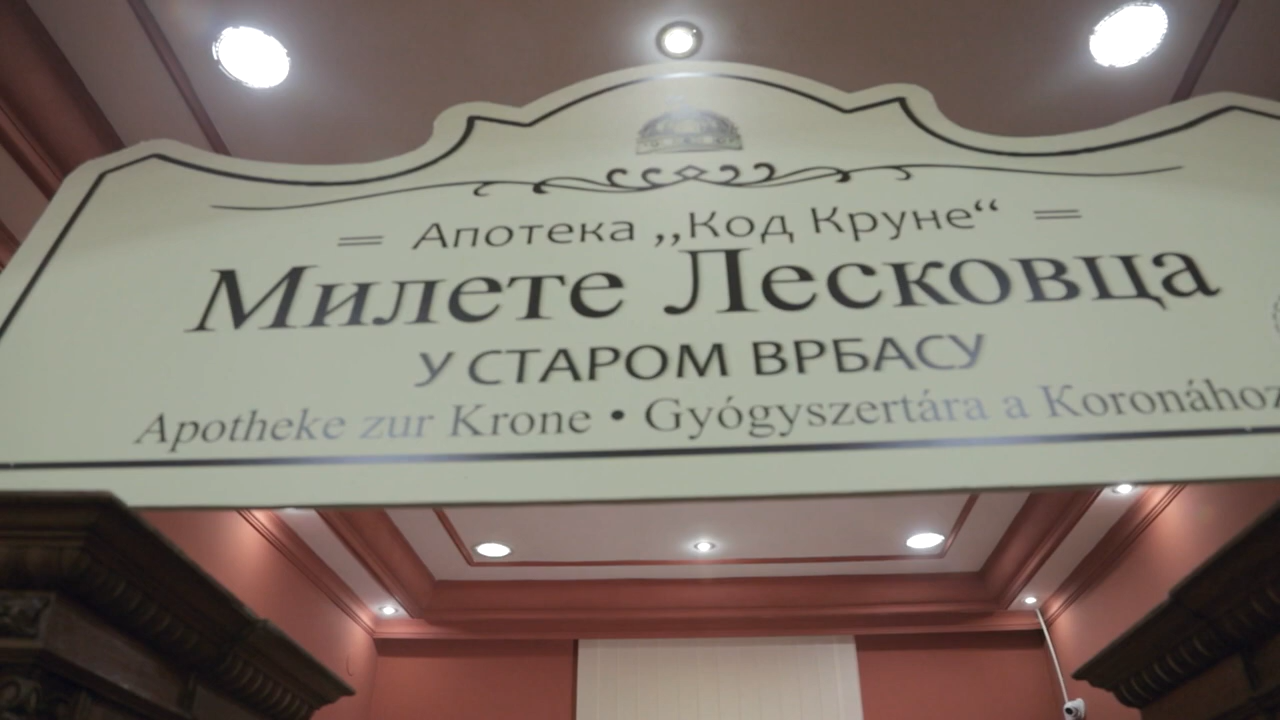 Апотека „Код Круне“
Милете Лесковца
У СТАРОМ ВРБАСУ
Apotheke zur Krone • Gyógyszertára a Koronához